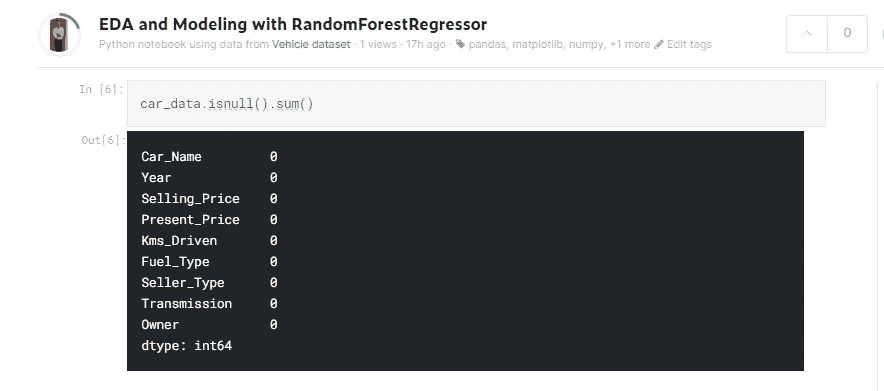 EDA and Modeling with RandomForestRegressor
Python notebook using data from Vehicle dataset · 1 views · 17h ago · pandas, matplotlib, numpy, +1 more Edit tags
0
In [6]:
car_data.isnull().sum()
Out[6]:
Car_Name 0
Year 0
Selling_Price 0
Present_Price 0
Kms_Driven 0
Fuel_Type 0
Seller_Type 0
Transmission 0
Owner 0
dtype: int64